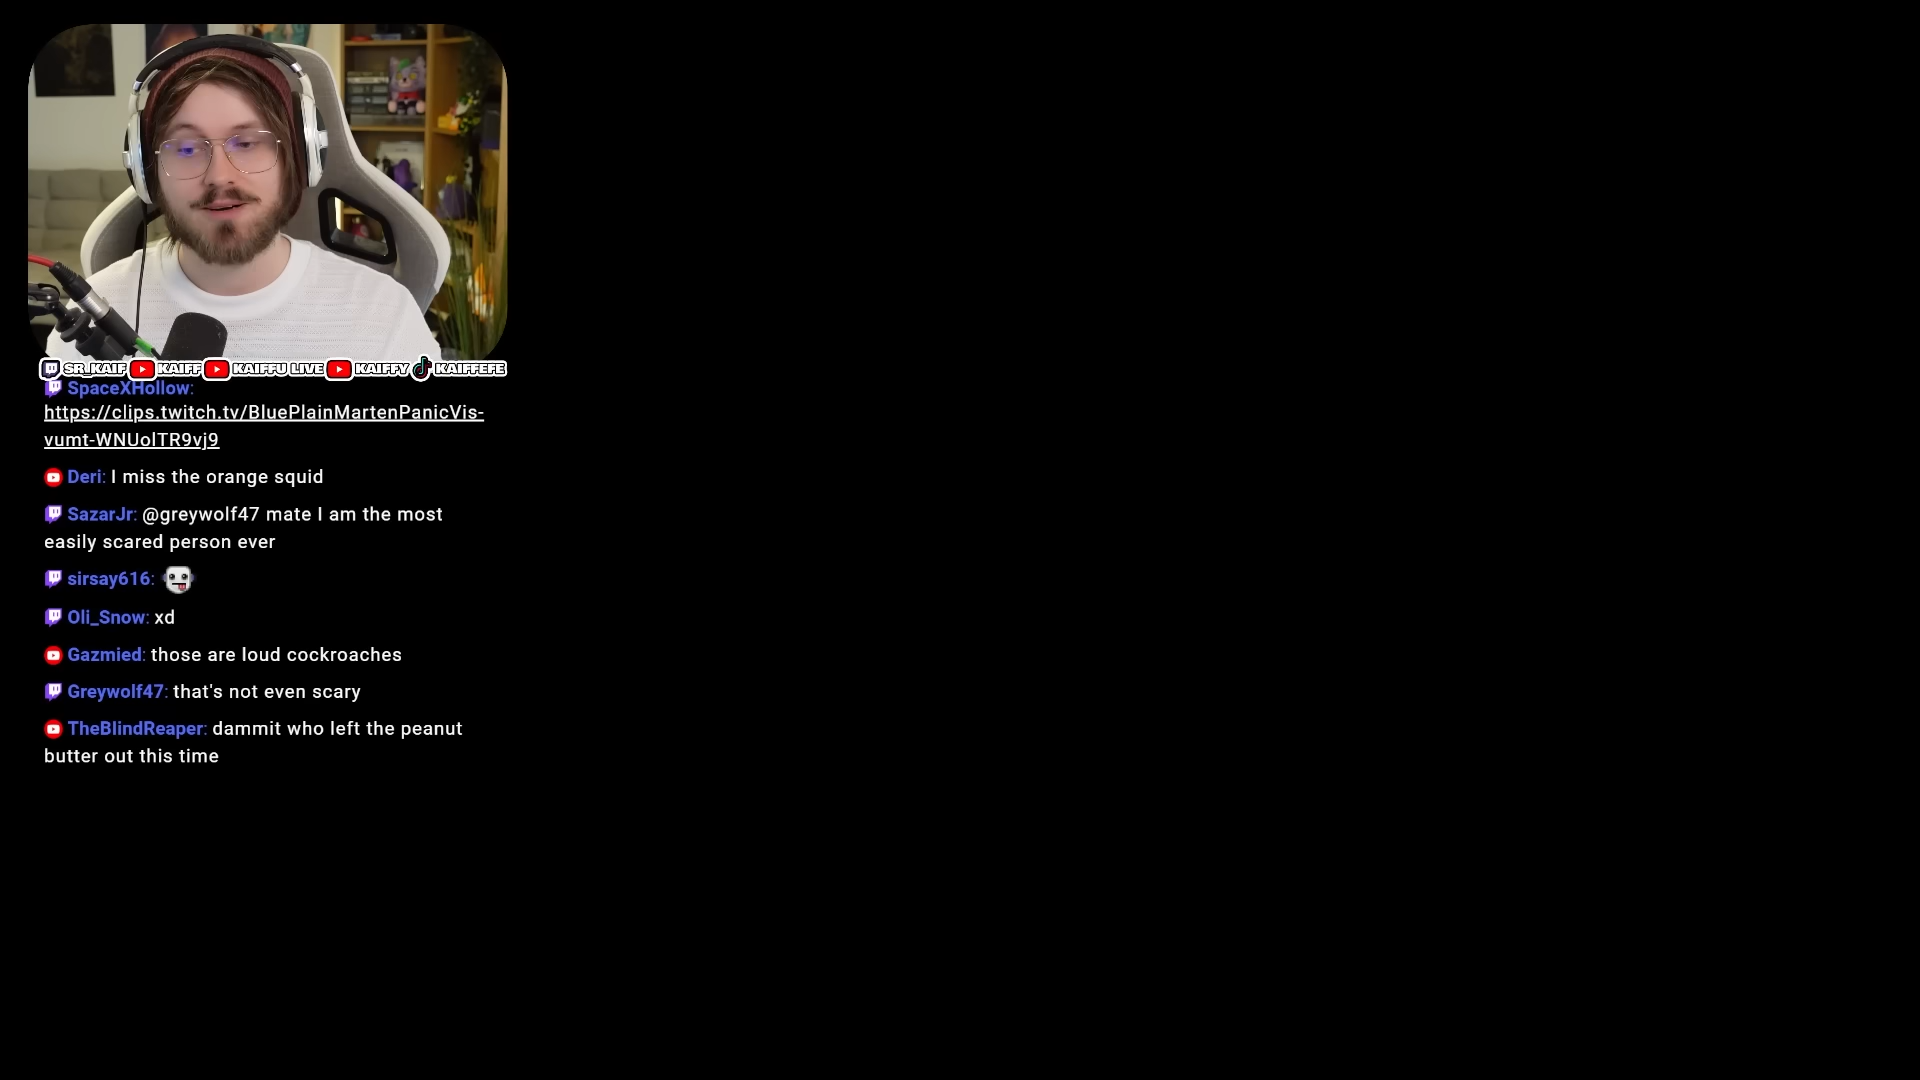 SR_KAIF KAIFF KAIFFU LIVE KAIFFY KAIFFEFE
SpaceXHollow:
https://clips.twitch.tv/BluePlainMartenPanicVis-
vumt-WNUolTR9vj9
Deri: I miss the orange squid
SazarJr: @greywolf47 mate I am the most
easily scared person ever
sirsay616:
Oli_Snow: xd
Gazmied: those are loud cockroaches
Greywolf47: that's not even scary
TheBlindReaper: dammit who left the peanut
butter out this time